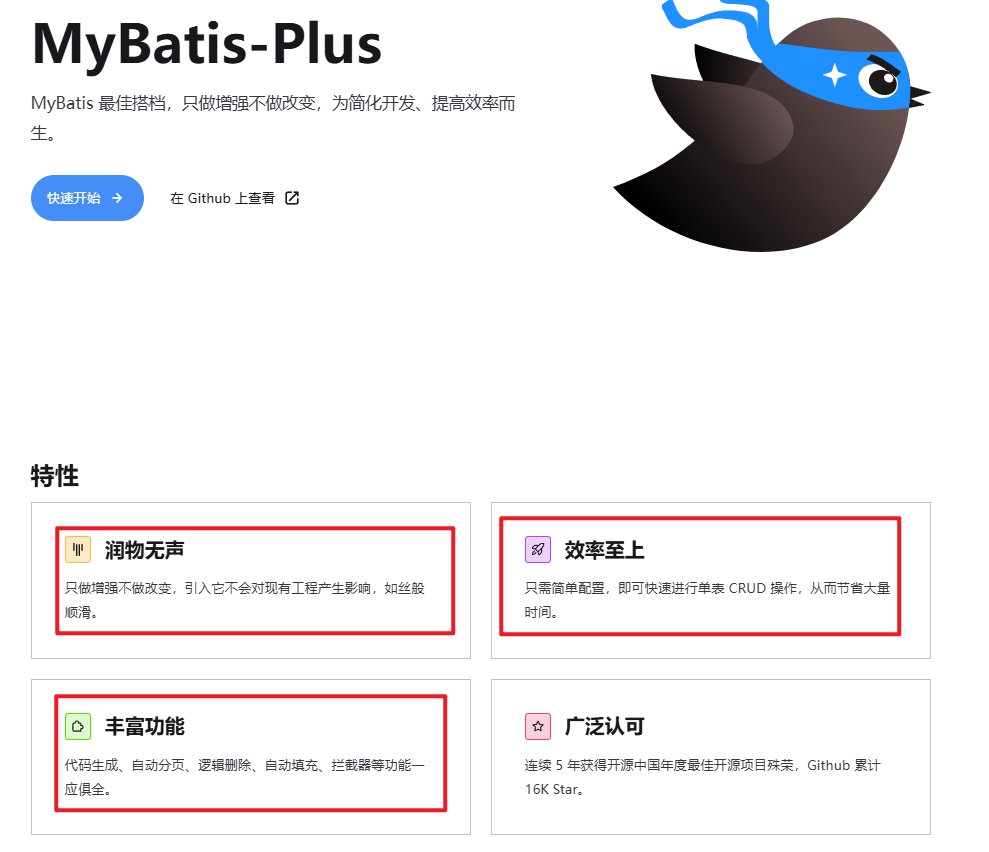 MyBatis-Plus
MyBatis 最佳搭档，只做增强不做改变，为简化开发、提高效率而
生。
快速开始
在 Github 上查看
特性
润物无声
只做增强不做改变，引入它不会对现有工程产生影响，如丝般
顺滑。
效率至上
只需简单配置，即可快速进行单表 CRUD 操作，从而节省大量
时间。
丰富功能
代码生成、自动分页、逻辑删除、自动填充、拦截器等功能一
应俱全。
广泛认可
连续 5 年获得开源中国年度最佳开源项目殊荣，Github 累计
16K Star。